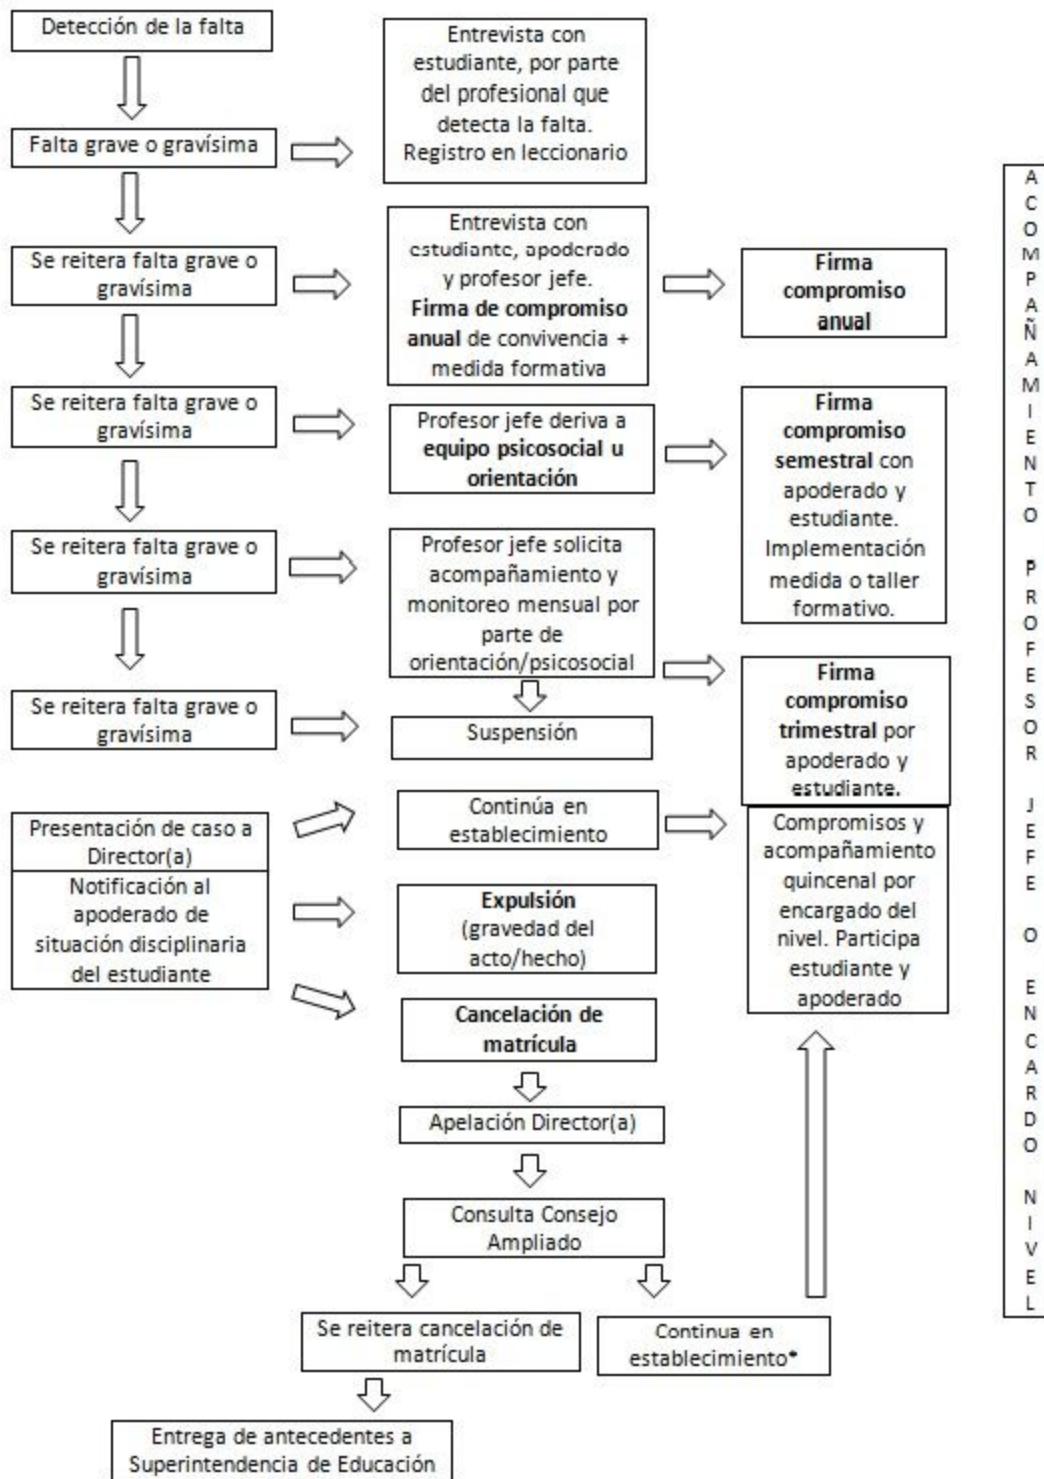 Detección de la falta
Falta grave o gravísima
Entrevista con
estudiante, por parte
del profesional que
detecta la falta.
Registro en leccionario
Se reitera falta grave o
gravísima
Entrevista con
estudiante, apoderado
y profesor jefe.
Firma de compromiso
anual de convivencia +
medida formativa
Firma
compromiso
anual
Se reitera falta grave o
gravísima
Profesor jefe deriva a
equipo psicosocial u
orientación
Firma
compromiso
semestral con
apoderado y
estudiante.
Implementación
medida o taller
formativo.
Se reitera falta grave o
gravísima
Profesor jefe solicita
acompañamiento y
monitoreo mensual por
parte de
orientación/psicosocial
Firma
compromiso
trimestral por
apoderado y
estudiante.
Se reitera falta grave o
gravísima
Suspensión
Presentación de caso a
Director(a)
Notificación al
apoderado de
situación disciplinaria
del estudiante
Continúa en
establecimiento
Compromisos y
acompañamiento
quincenal por
encargado del
nivel. Participa
estudiante y
apoderado
Expulsión
(gravedad del
acto/hecho)
Cancelación de
matrícula
Apelación Director(a)
Consulta Consejo
Ampliado
Se reitera cancelación de
matrícula
Continua en
establecimiento*
Entrega de antecedentes a
Superintendencia de Educación
ACOMPAÑAMIENTO PROFESOR JEFE O ENCARDO NIVEL